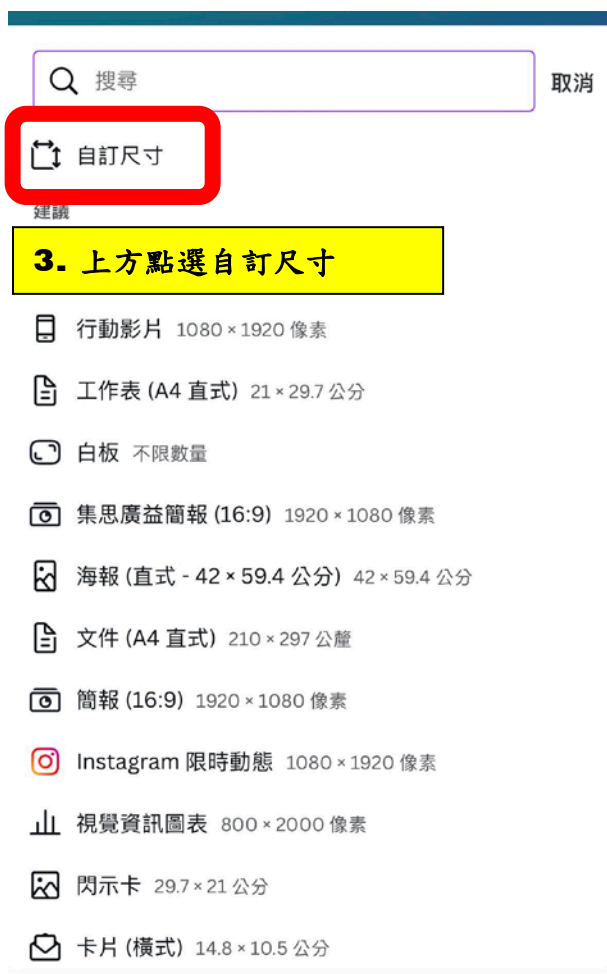 搜尋
取消
自訂尺寸
建議
3. 上方點選自訂尺寸
行動影片 1080 × 1920 像素
工作表 (A4 直式) 21 × 29.7 公分
白板 不限數量
集思廣益簡報 (16:9) 1920 × 1080 像素
海報 (直式 - 42 × 59.4 公分) 42 × 59.4 公分
文件 (A4 直式) 210 × 297 公釐
簡報 (16:9) 1920 × 1080 像素
Instagram 限時動態 1080 × 1920 像素
視覺資訊圖表 800 × 2000 像素
閃示卡 29.7 × 21 公分
卡片 (橫式) 14.8 × 10.5 公分